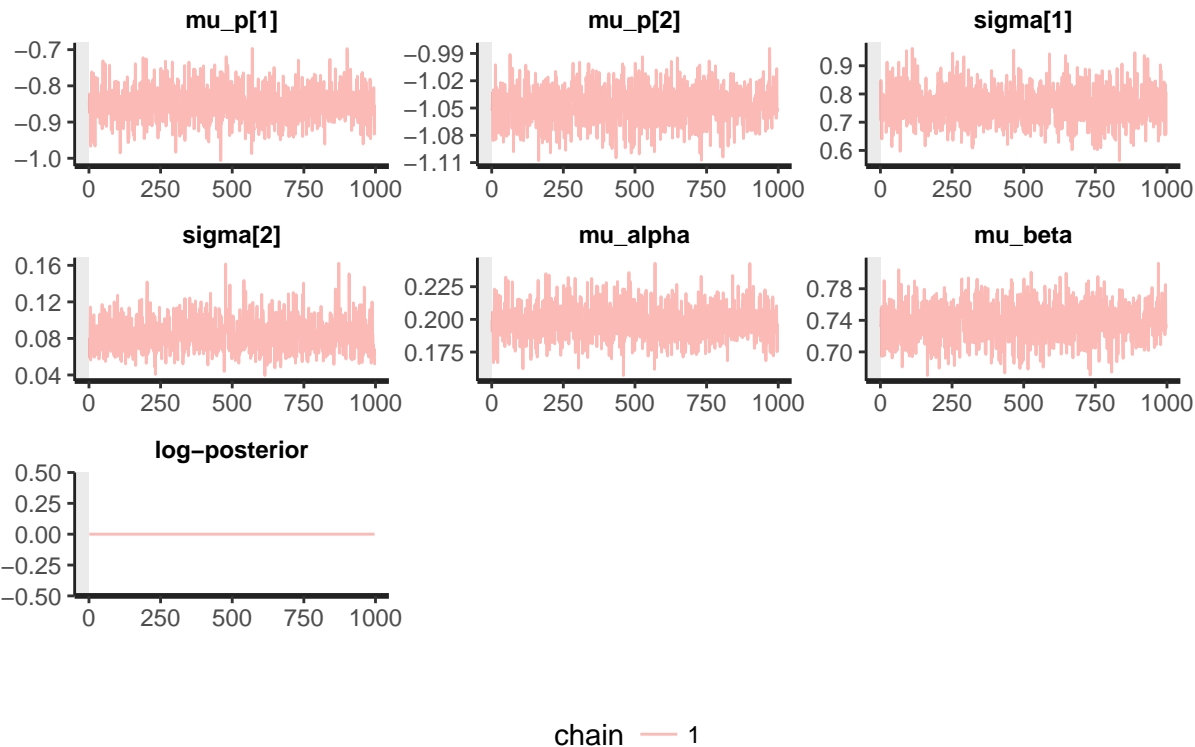 mu_p[1] mu_p[2] sigma[1]
−0.7 −0.8 −0.9 −1.0
−0.99 −1.02 −1.05 −1.08 −1.11
0.9 0.8 0.7 0.6
0 250 500 750 1000 0 250 500 750 1000 0 250 500 750 1000
sigma[2] mu_alpha mu_beta
0.16 0.12 0.08 0.04
0.225 0.200 0.175
0.78 0.74 0.70
0 250 500 750 1000 0 250 500 750 1000 0 250 500 750 1000
log−posterior
0.50
0.25
0.00
−0.25
−0.50
0 250 500 750 1000
chain 1